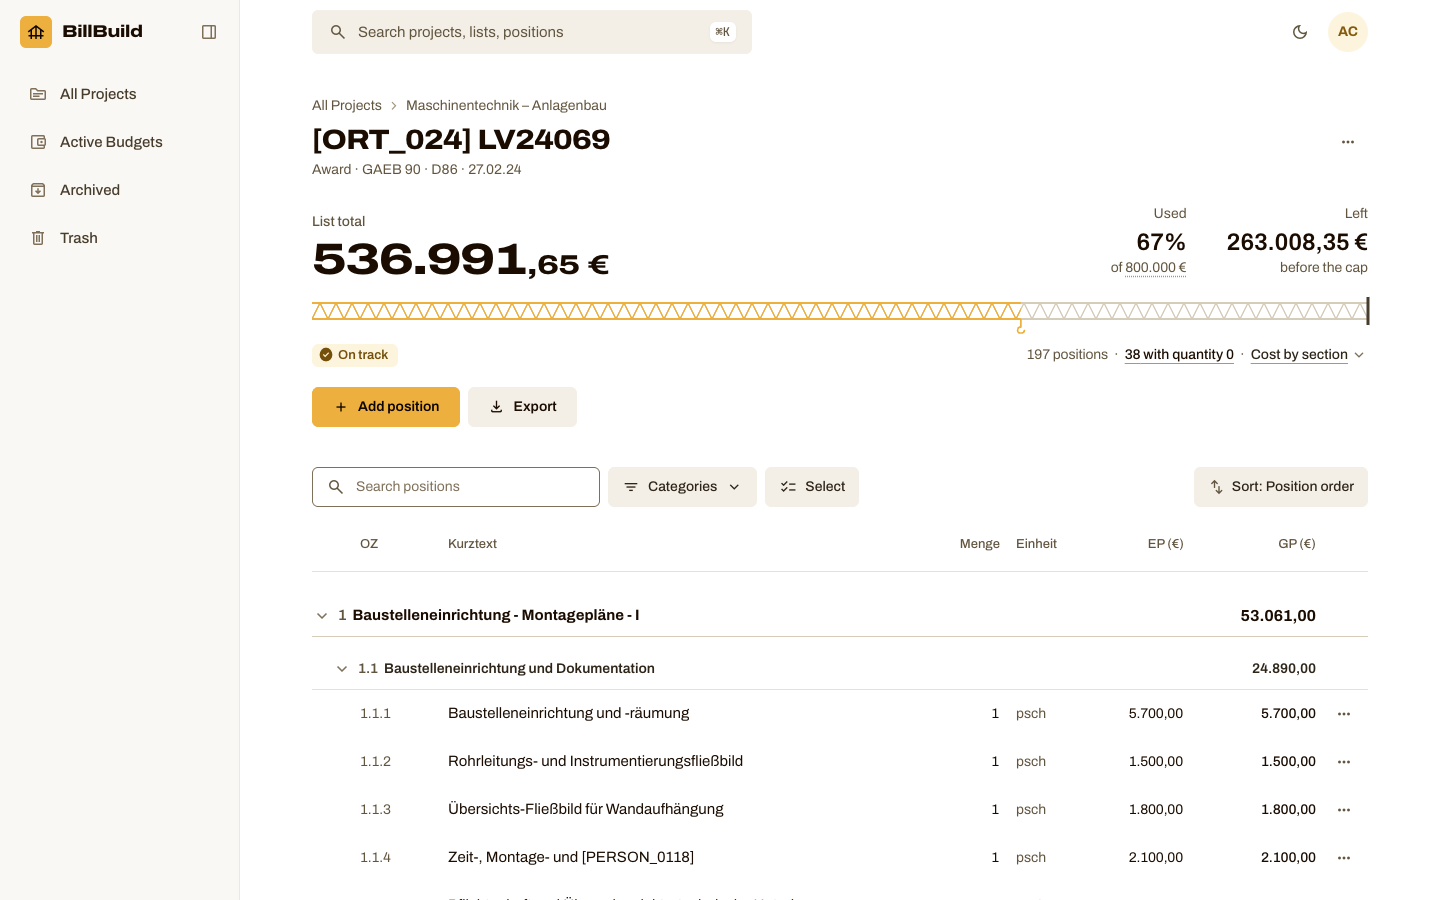 BillBuild
Search projects, lists, positions
⌘K
AC
All Projects
Active Budgets
Archived
Trash
All Projects > Maschinentechnik – Anlagenbau
[ORT_024] LV24069
Award · GAEB 90 · D86 · 27.02.24
List total
536.991,65 €
Used
67%
of 800.000 €
Left
263.008,35 €
before the cap
On track
197 positions · 38 with quantity 0 · Cost by section
Add position
Export
Search positions
Categories
Select
Sort: Position order
OZ Kurztext Menge Einheit EP (€) GP (€)
1 Baustelleneinrichtung - Montagepläne - I 53.061,00
1.1 Baustelleneinrichtung und Dokumentation 24.890,00
1.1.1 Baustelleneinrichtung und -räumung 1 psch 5.700,00 5.700,00
1.1.2 Rohrleitungs- und Instrumentierungsfließbild 1 psch 1.500,00 1.500,00
1.1.3 Übersichts-Fließbild für Wandaufhängung 1 psch 1.800,00 1.800,00
1.1.4 Zeit-, Montage- und [PERSON_0118] 1 psch 2.100,00 2.100,00